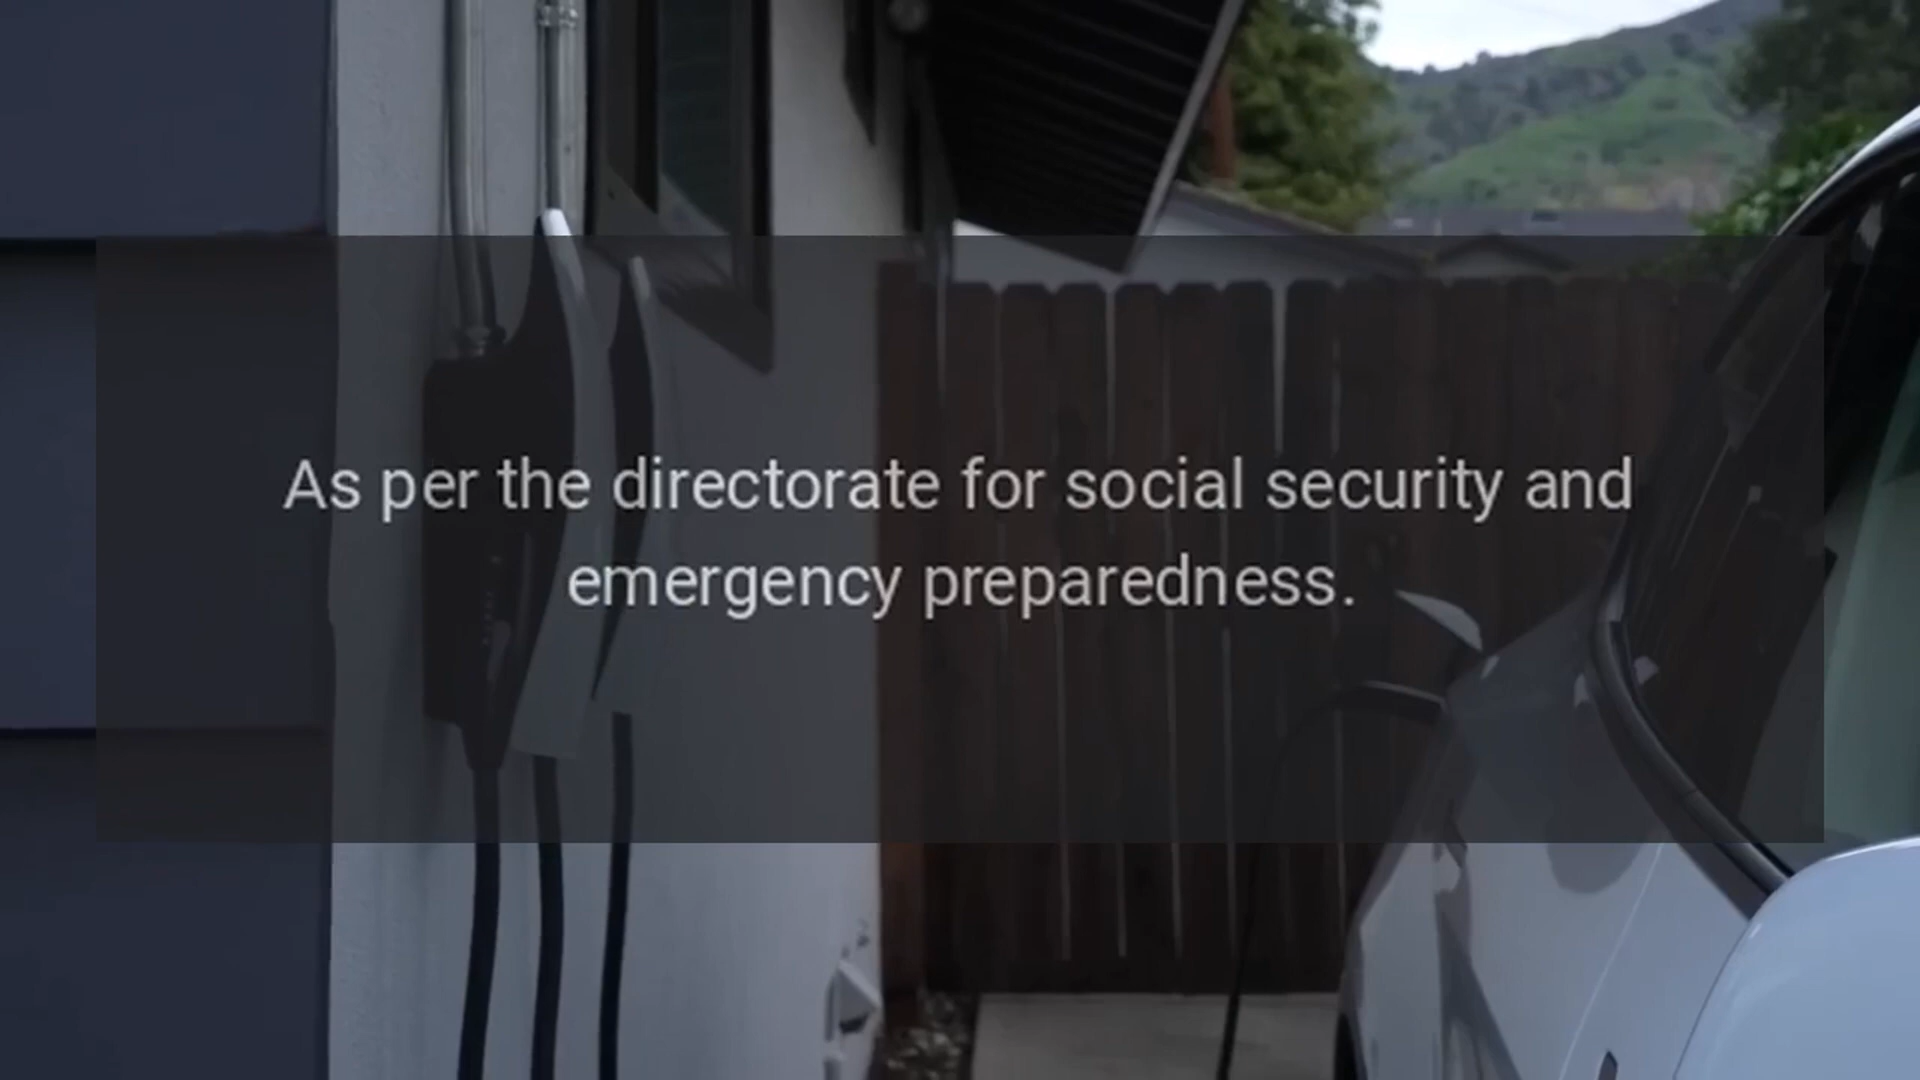 As per the directorate for social security and
emergency preparedness.